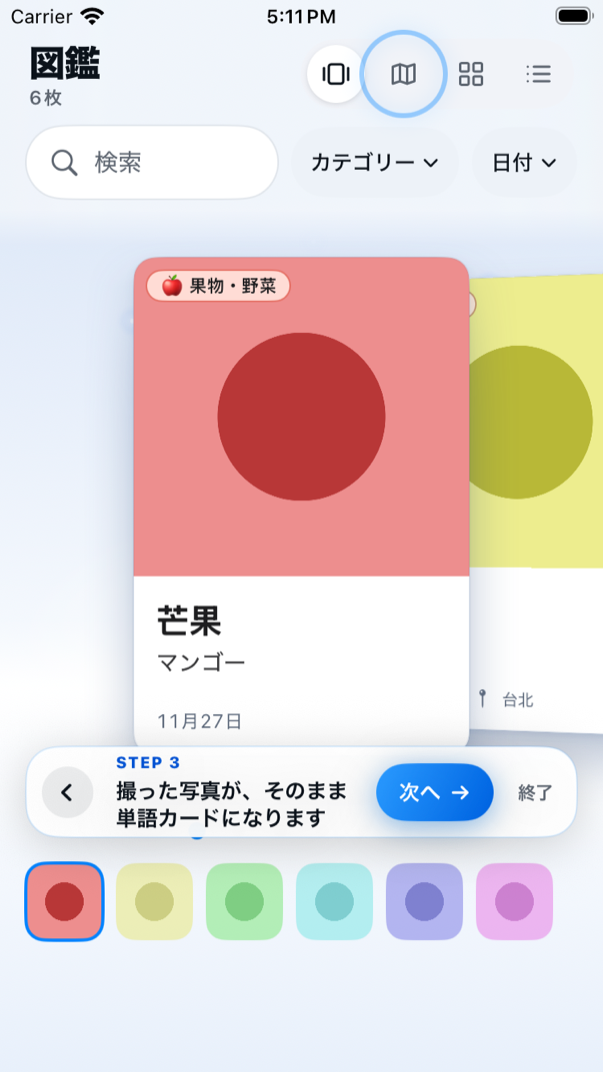 Carrier 5:11 PM
図鑑
6枚
検索 カテゴリー 日付
果物・野菜
芒果
マンゴー
11月27日
台北
STEP 3
撮った写真が、そのまま
単語カードになります
次へ →
終了